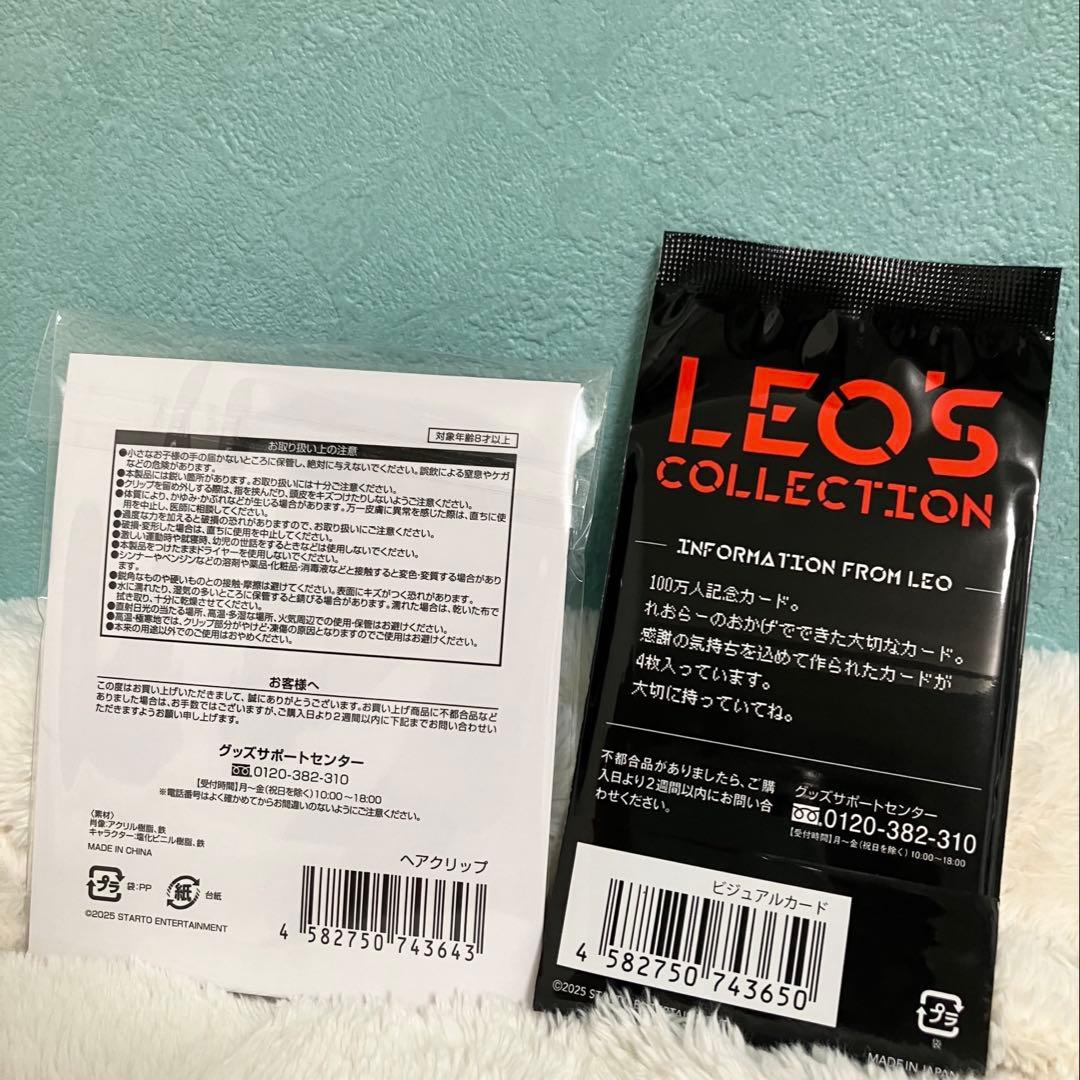 対象年齢8才以上
お取り扱い上の注意
●小さなお子様の手の届かないところに保管し、絶対に与えないでください。誤飲による窒息やケガ
などの危険があります。
●本製品には鋭い箇所があります。お取り扱いには十分ご注意ください。
●クリップを留め外しする際は、指を挟んだり、頭皮をキズつけたりしないようご注意ください。
●体質により、かゆみ・かぶれなどが生じる場合があります。万一皮膚に異常を感じた際は、直ちに使
用を中止し、医師に相談してください。
●過度な力を加えると破損の恐れがありますので、お取り扱いにご注意ください。
●破損・変形した場合は、直ちに使用を中止してください。
●激しい運動時や就寝時、幼児の世話をするときなどは使用しないでください。
●本製品をつけたままドライヤーを使用しないでください。
●シンナーやベンジンなどの溶剤や薬品・化粧品・消毒液などと接触すると変色・変質する場合があり
ます。
●鋭角なものや硬いものとの接触・摩擦は避けてください。表面にキズがつく恐れがあります。
●水に濡れたり、湿気の多いところに保管すると錆びる場合があります。濡れた場合は、乾いた布で
拭き取り、十分に乾燥させてください。
●直射日光の当たる場所、高温・多湿な場所、火気周辺での使用・保管はお避けください。
●高温・極寒地では、クリップ部分がやけど・凍傷の原因となりますのでご使用はお避けください。
●本来の用途以外でのご使用はおやめください。
お客様へ
この度はお買い上げいただきまして、誠にありがとうございます。お買い上げ商品に不都合品など
ありました場合は、お手数ではございますが、ご購入日より2週間以内に下記までお問い合わせい
ただきますようお願い申し上げます。
グッズサポートセンター
0120-382-310
【受付時間】月〜金(祝日を除く)10:00〜18:00
※電話番号はよく確かめてからお間違いのないようにご注意ください。
〈素材〉
肖像:アクリル樹脂、鉄
キャラクター:塩化ビニル樹脂、鉄
MADE IN CHINA
プラ 袋:PP 紙 台紙
©2025 STARTO ENTERTAINMENT
ヘアクリップ
4 582750 743643
LEO'S
COLLECTION
INFORMATION FROM LEO
100万人記念カード。
れおらーのおかげでできた大切なカード。
感謝の気持ちを込めて作られたカードが
4枚入っています。
大切に持っていてね。
不都合品がありましたら、ご購
入日より2週間以内にお問い合
わせください。
グッズサポートセンター
0120-382-310
【受付時間】月〜金(祝日を除く)10:00〜18:00
ビジュアルカード
4 582750 743650
©2025 STARTO ENTERTAINMENT
プラ
袋
MADE IN JAPAN